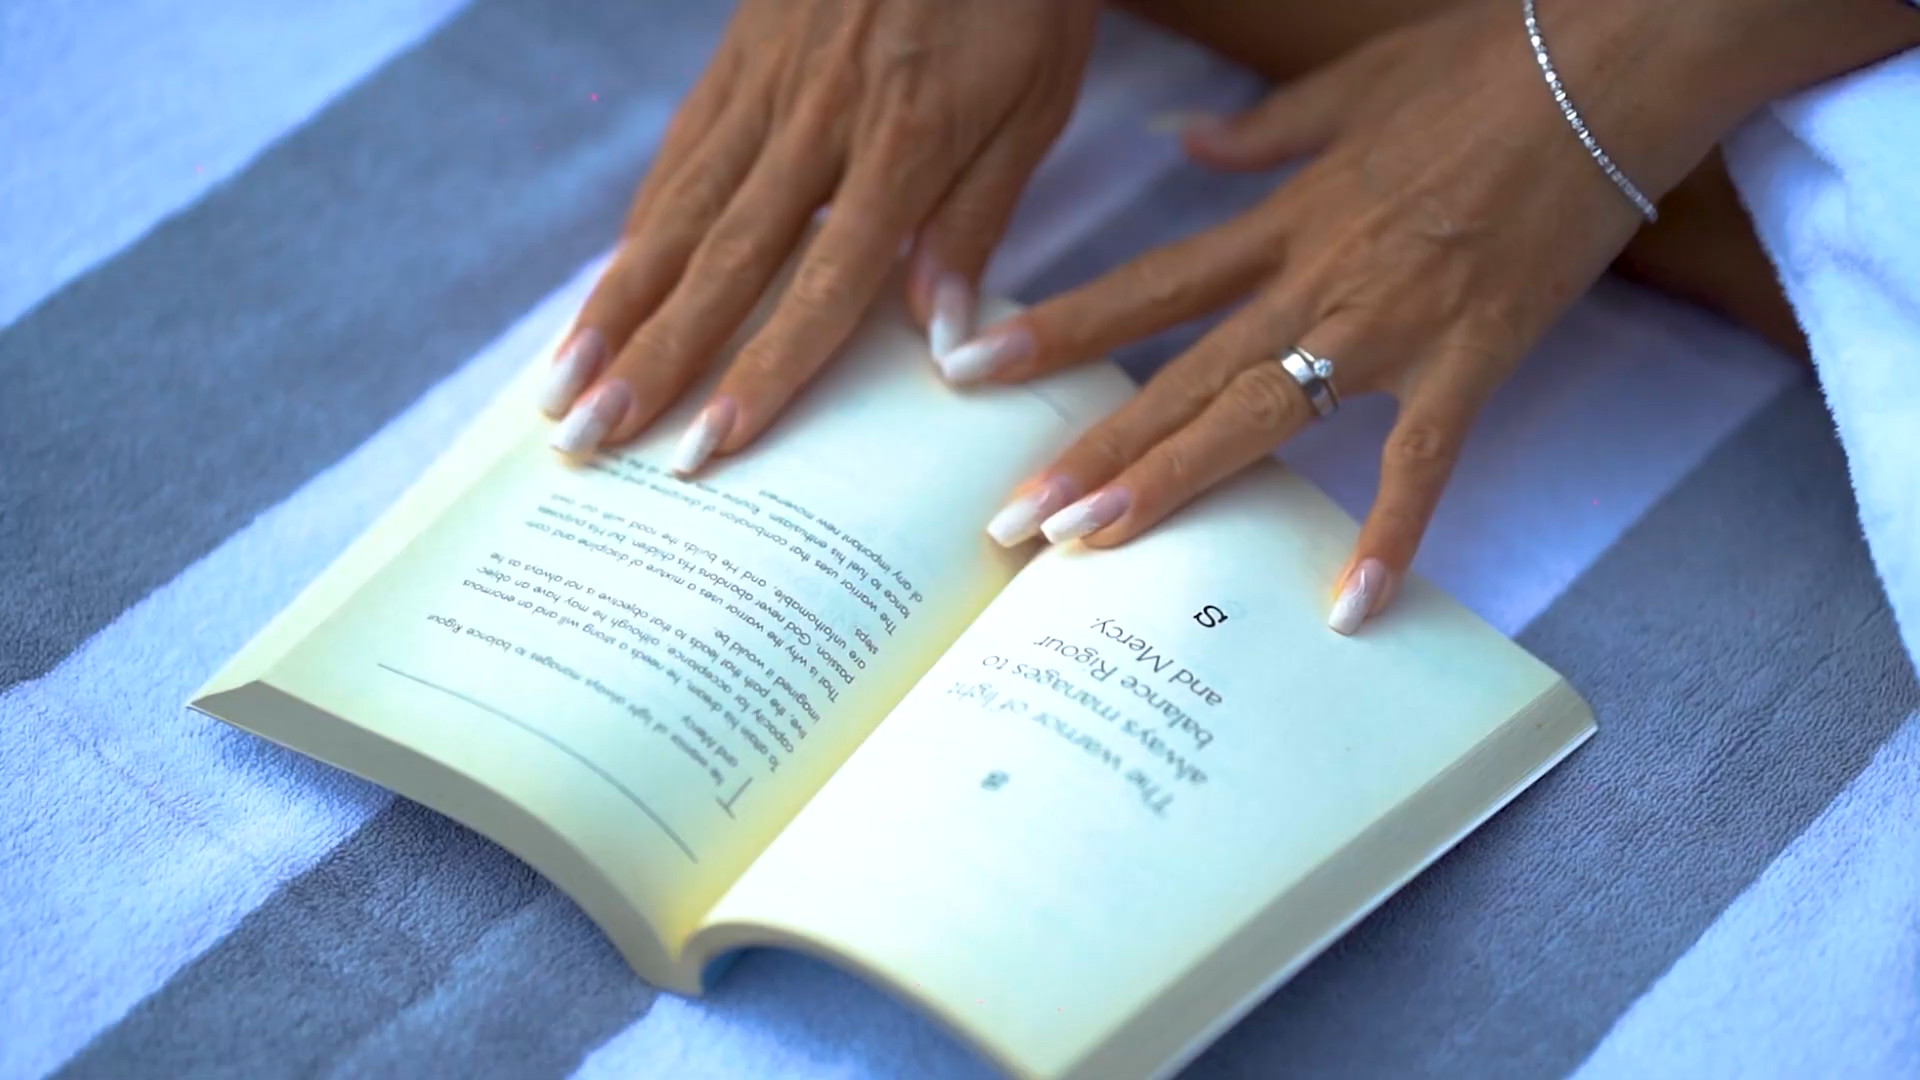 S
The warrior of light
always manages to
balance Rigour
and Mercy.
S
The warrior of light always manages to balance Rigour
and Mercy.
To attain his dream, he needs a strong will and an enormous
capacity for acceptance, although he may have an objec-
tive, the path that leads to that objective is not always as he
imagined it would be.
That is why the warrior uses a mixture of discipline and com-
passion. God never abandons His children, but His purposes
are unfathomable, and He builds the road with our own
steps.
The warrior uses that combination of discipline and
tance to fuel his enthusiasm. Routine was
of any important new movement.